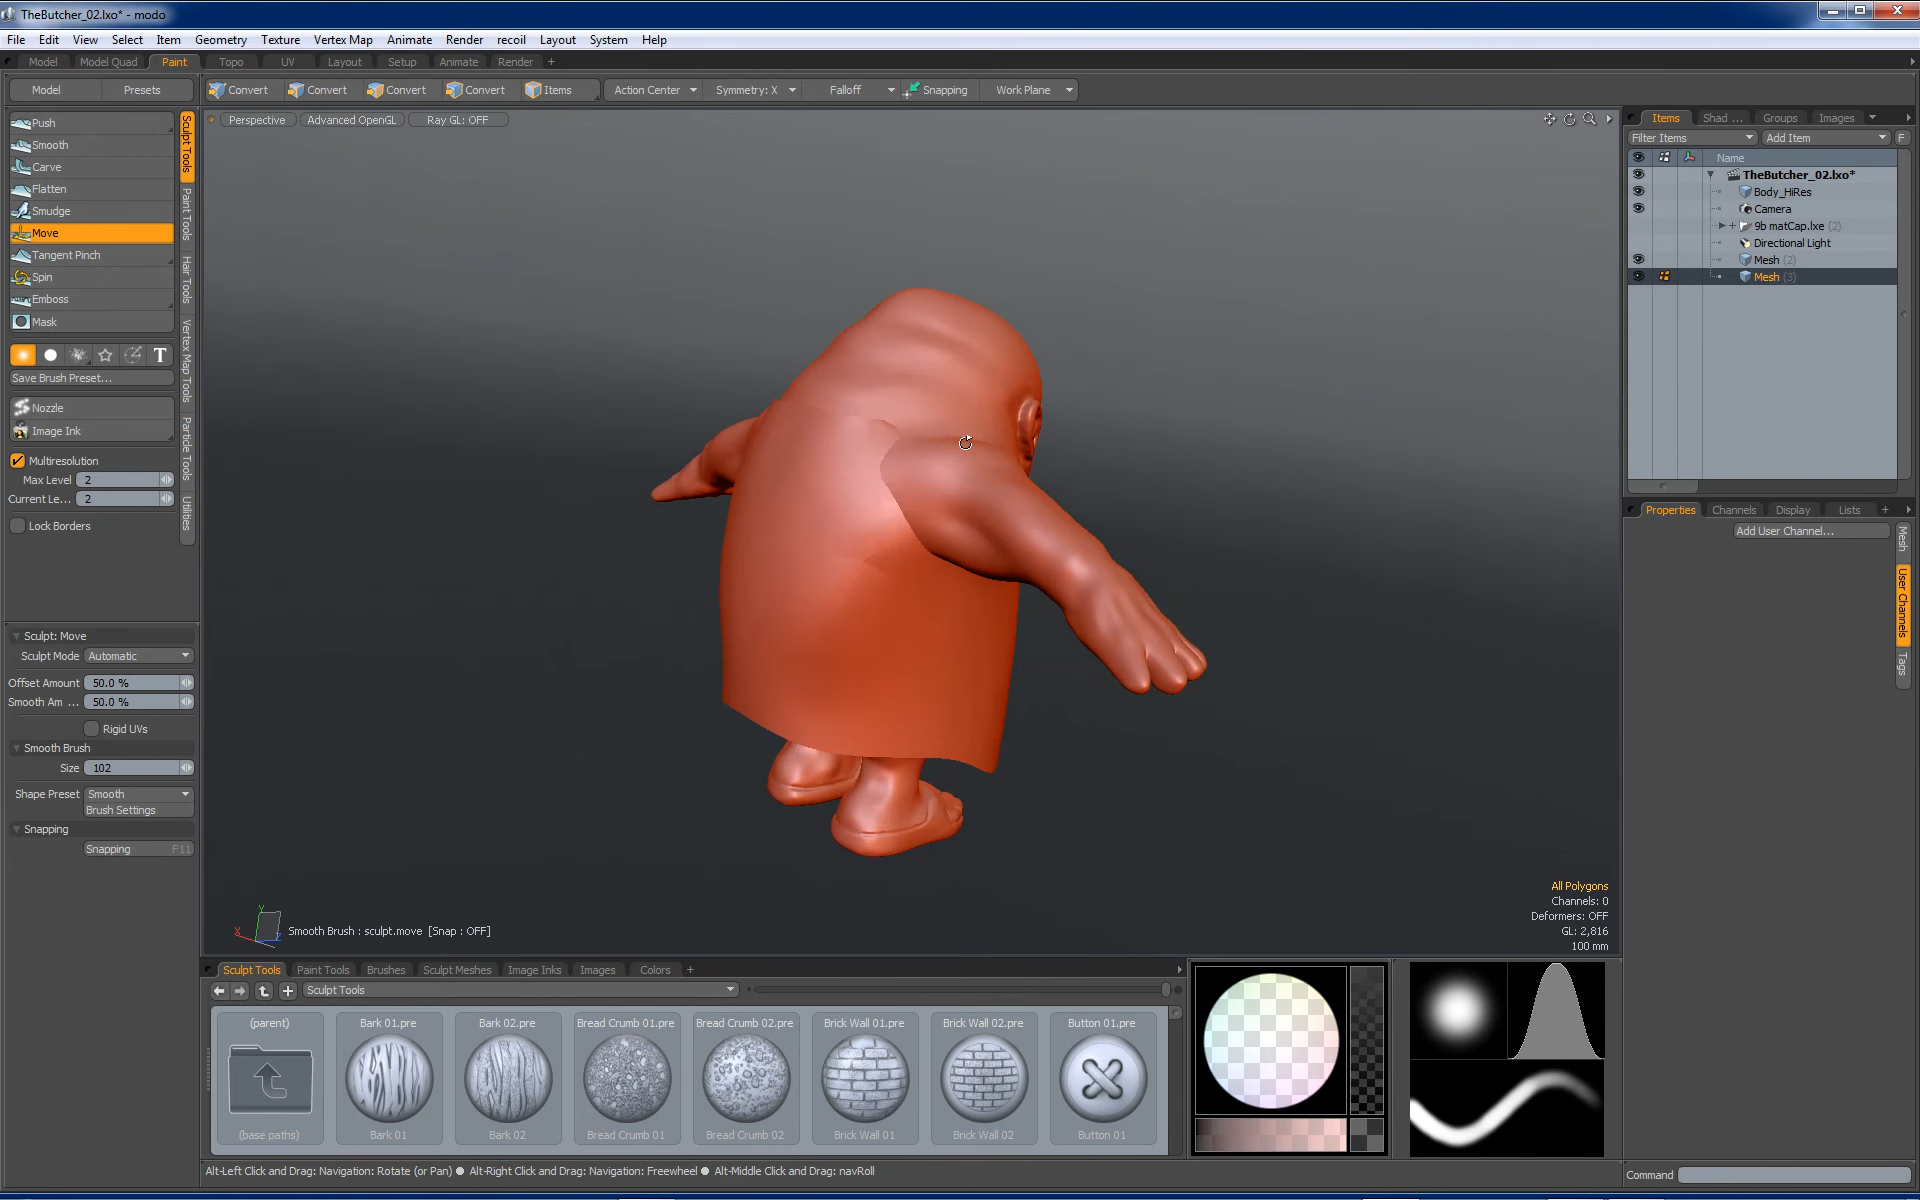 TheButcher_02.lxo* - modo
File Edit View Select Item Geometry Texture Vertex Map Animate Render recoil Layout System Help
Model Model Quad Paint Topo UV Layout Setup Animate Render +
Model Presets Convert Convert Convert Convert Items Action Center Symmetry: X Falloff Snapping Work Plane
Perspective Advanced OpenGL Ray GL: OFF
Push
Smooth
Carve
Flatten
Smudge
Move
Tangent Pinch
Spin
Emboss
Mask
T
Save Brush Preset...
Nozzle
Image Ink
Multiresolution
Max Level 2
Current Le... 2
Lock Borders
Sculpt Tools
Paint Tools
Hair Tools
Vertex Map Tools
Particle Tools
Utilities
Sculpt: Move
Sculpt Mode Automatic
Offset Amount 50.0 %
Smooth Am ... 50.0 %
Rigid UVs
Smooth Brush
Size 102
Shape Preset Smooth
Brush Settings
Snapping
Snapping F11
Y
X
Z
Smooth Brush : sculpt.move [Snap : OFF]
All Polygons
Channels: 0
Deformers: OFF
GL: 2,816
100 mm
Items Shad ... Groups Images
Filter Items Add Item F
Name
TheButcher_02.lxo*
Body_HiRes
Camera
9b matCap.lxe (2)
Directional Light
Mesh (2)
Mesh (3)
Properties Channels Display Lists +
Add User Channel...
Mesh
User Channels
Tags
Sculpt Tools Paint Tools Brushes Sculpt Meshes Image Inks Images Colors +
Sculpt Tools
(parent) Bark 01.pre Bark 02.pre Bread Crumb 01.pre Bread Crumb 02.pre Brick Wall 01.pre Brick Wall 02.pre Button 01.pre
(base paths) Bark 01 Bark 02 Bread Crumb 01 Bread Crumb 02 Brick Wall 01 Brick Wall 02 Button 01
Alt-Left Click and Drag: Navigation: Rotate (or Pan) ● Alt-Right Click and Drag: Navigation: Freewheel ● Alt-Middle Click and Drag: navRoll
Command